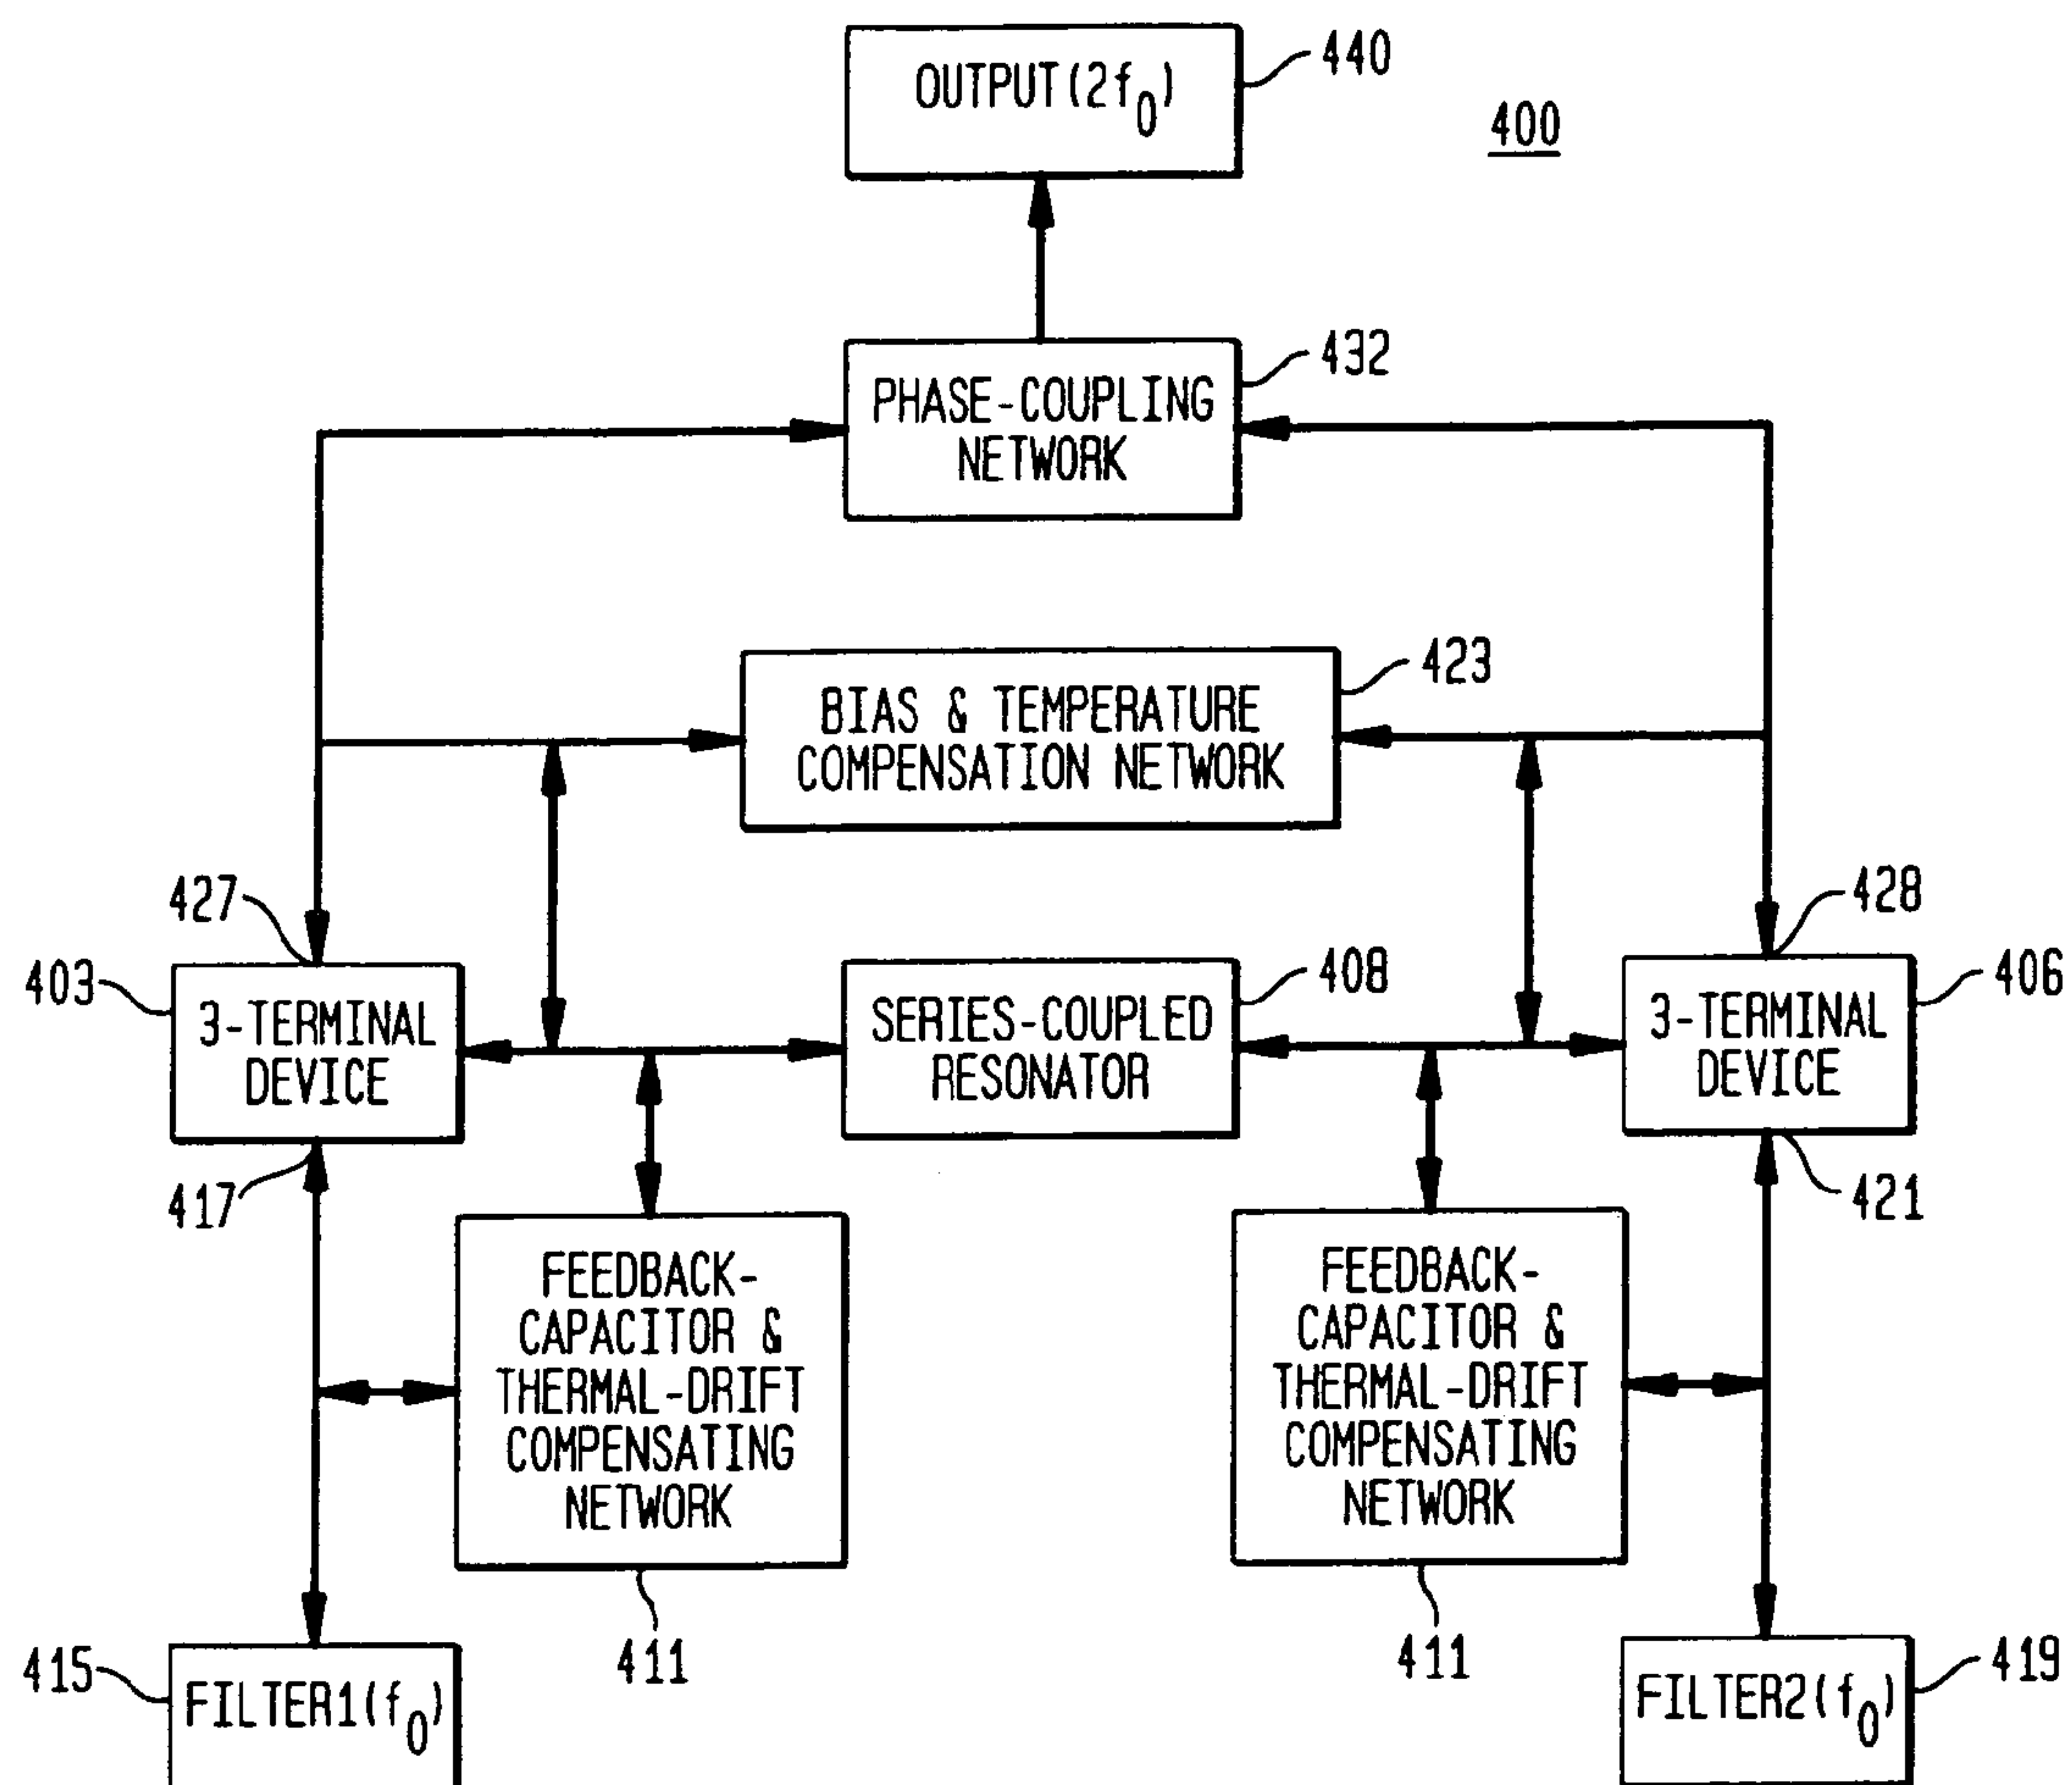 OUTPUT(2f0)
440
400
432
PHASE-COUPLING
NETWORK
423
BIAS & TEMPERATURE
COMPENSATION NETWORK
427
428
403
3-TERMINAL
DEVICE
408
SERIES-COUPLED
RESONATOR
406
3-TERMINAL
DEVICE
417
421
FEEDBACK-
CAPACITOR &
THERMAL-DRIFT
COMPENSATING
NETWORK
FEEDBACK-
CAPACITOR &
THERMAL-DRIFT
COMPENSATING
NETWORK
411
411
415
FILTER1(f0)
419
FILTER2(f0)